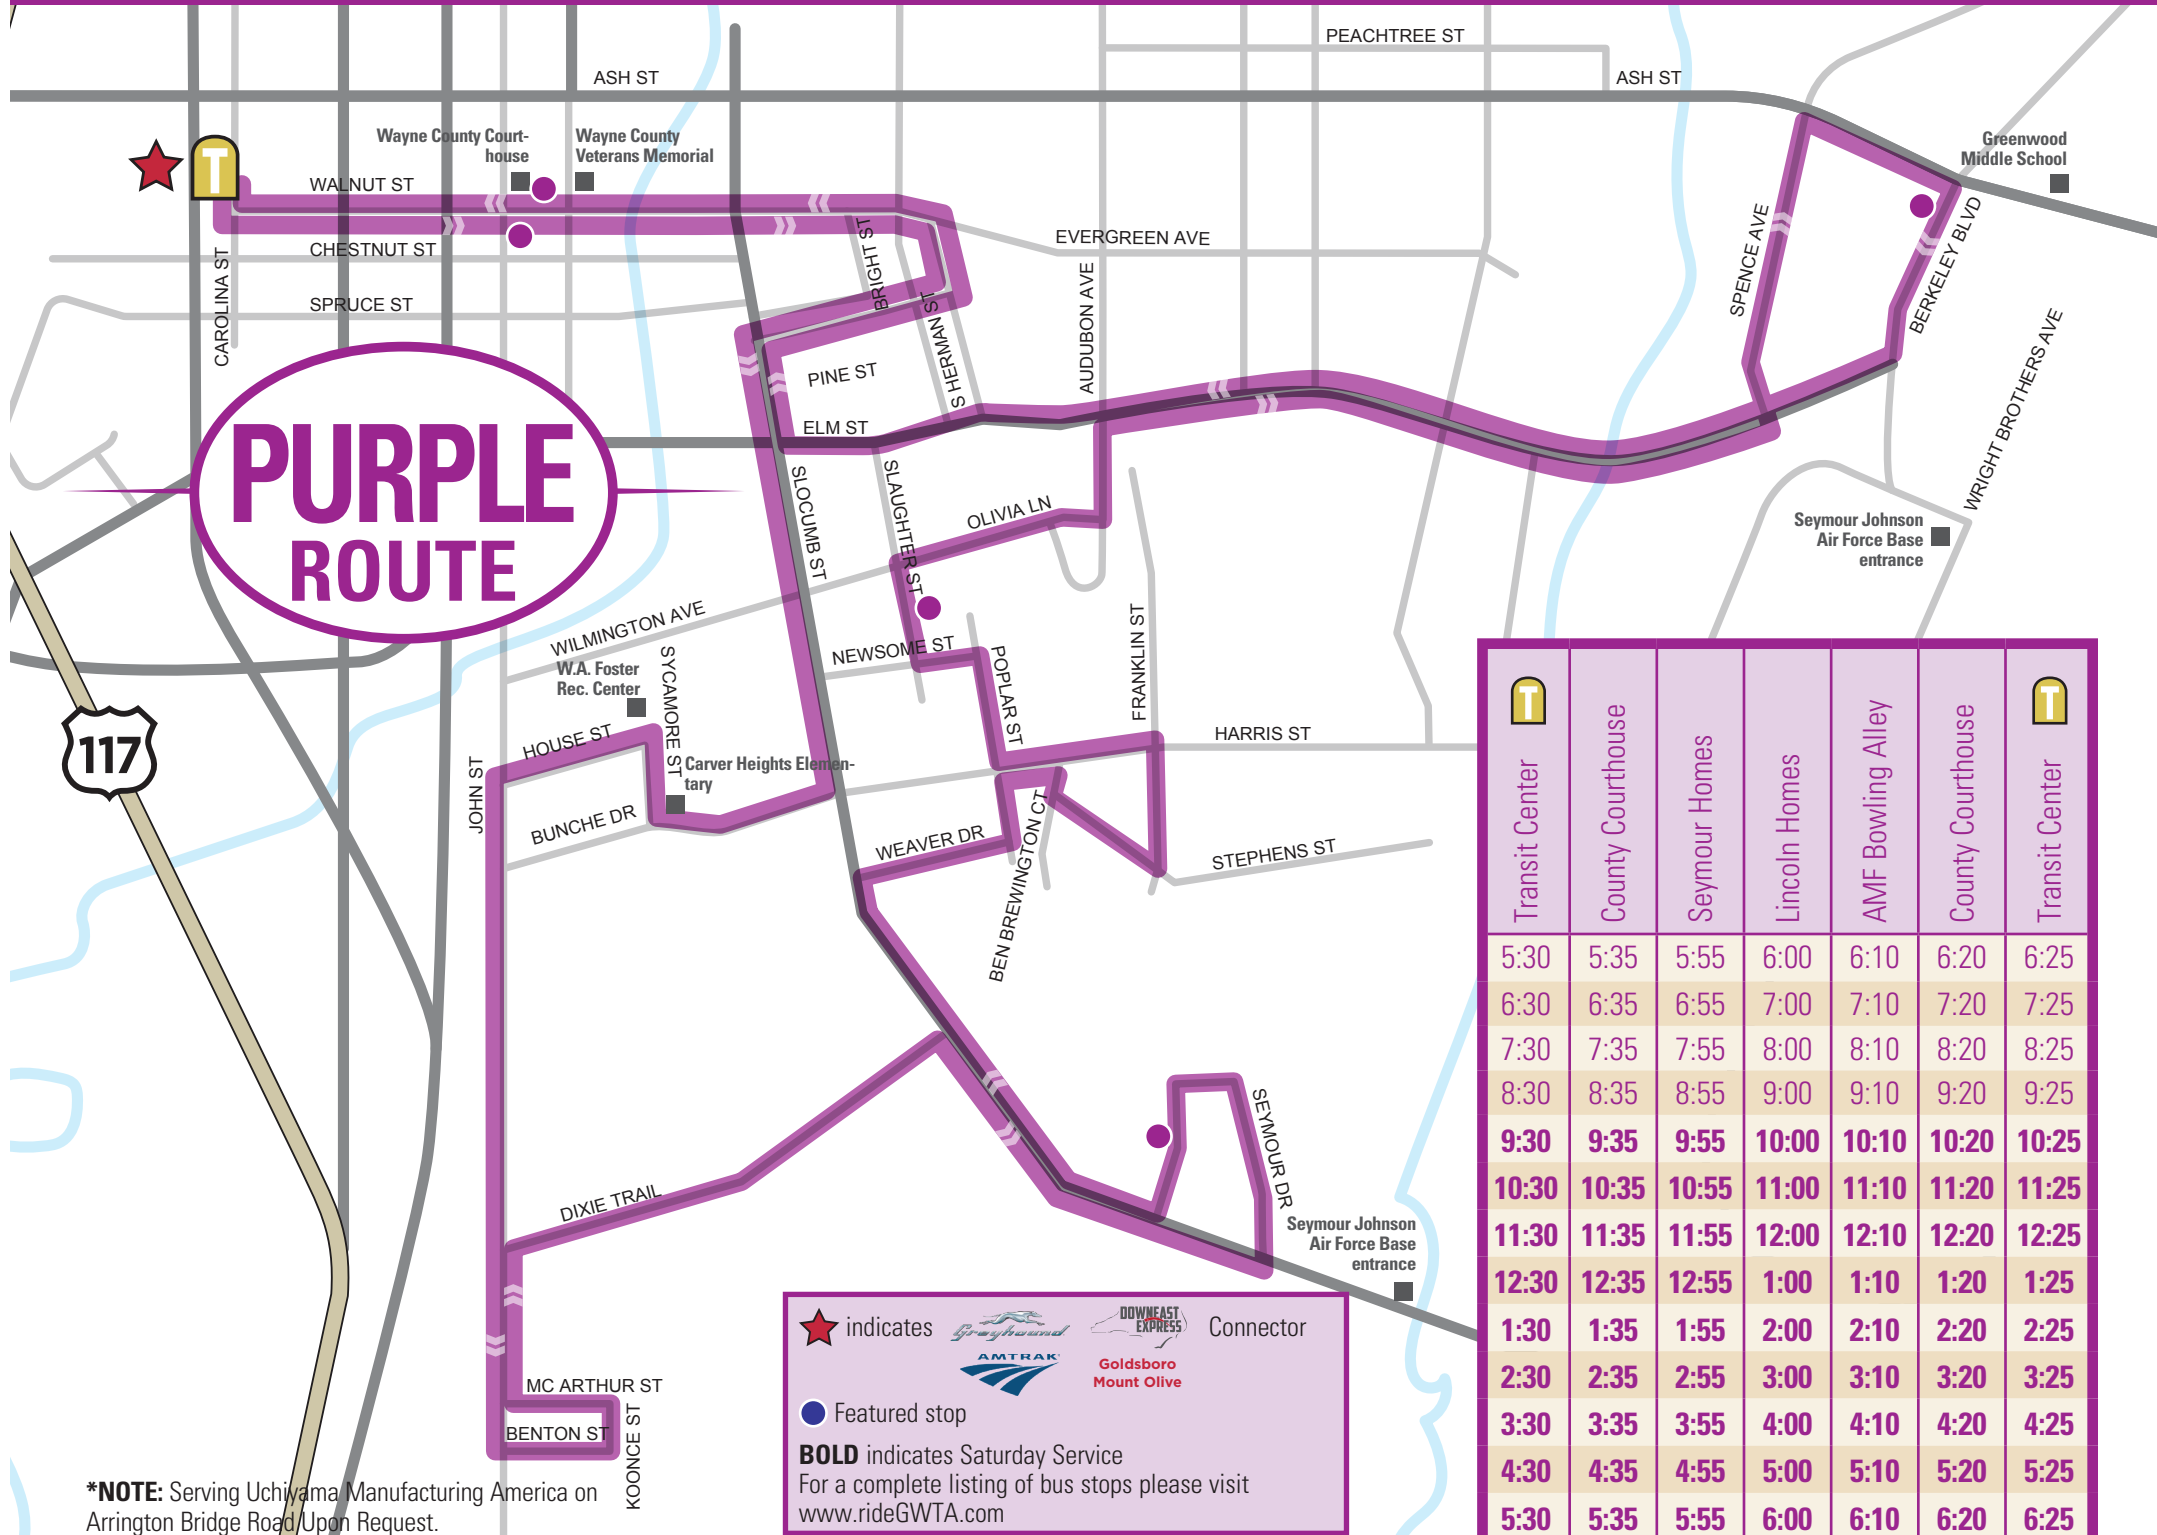 PEACHTREE ST
ASH ST
ASH ST
Wayne County Court-
house
Wayne County
Veterans Memorial
Greenwood
Middle School
T
WALNUT ST
CHESTNUT ST
SPRUCE ST
CAROLINA ST
BRIGHT ST
S HERMAN ST
EVERGREEN AVE
AUDUBON AVE
SPENCE AVE
BERKELEY BLVD
WRIGHT BROTHERS AVE
PINE ST
ELM ST
PURPLE
ROUTE
SLOCUMB ST
SLAUGHTER ST
OLIVIA LN
Seymour Johnson
Air Force Base
entrance
WILMINGTON AVE
NEWSOME ST
POPLAR ST
FRANKLIN ST
HARRIS ST
W.A. Foster
Rec. Center
SYCAMORE ST
HOUSE ST
Carver Heights Elemen-
tary
117
JOHN ST
BUNCHE DR
WEAVER DR
BEN BREWINGTON CT
STEPHENS ST
SEYMOUR DR
DIXIE TRAIL
Seymour Johnson
Air Force Base
entrance
MC ARTHUR ST
BENTON ST
KOONCE ST
*NOTE: Serving Uchiyama Manufacturing America on
Arrington Bridge Road Upon Request.
indicates Greyhound DOWNEAST EXPRESS Connector
AMTRAK Goldsboro
Mount Olive
Featured stop
BOLD indicates Saturday Service
For a complete listing of bus stops please visit
www.rideGWTA.com
T T
Transit Center County Courthouse Seymour Homes Lincoln Homes AMF Bowling Alley County Courthouse Transit Center
5:30 5:35 5:55 6:00 6:10 6:20 6:25
6:30 6:35 6:55 7:00 7:10 7:20 7:25
7:30 7:35 7:55 8:00 8:10 8:20 8:25
8:30 8:35 8:55 9:00 9:10 9:20 9:25
9:30 9:35 9:55 10:00 10:10 10:20 10:25
10:30 10:35 10:55 11:00 11:10 11:20 11:25
11:30 11:35 11:55 12:00 12:10 12:20 12:25
12:30 12:35 12:55 1:00 1:10 1:20 1:25
1:30 1:35 1:55 2:00 2:10 2:20 2:25
2:30 2:35 2:55 3:00 3:10 3:20 3:25
3:30 3:35 3:55 4:00 4:10 4:20 4:25
4:30 4:35 4:55 5:00 5:10 5:20 5:25
5:30 5:35 5:55 6:00 6:10 6:20 6:25